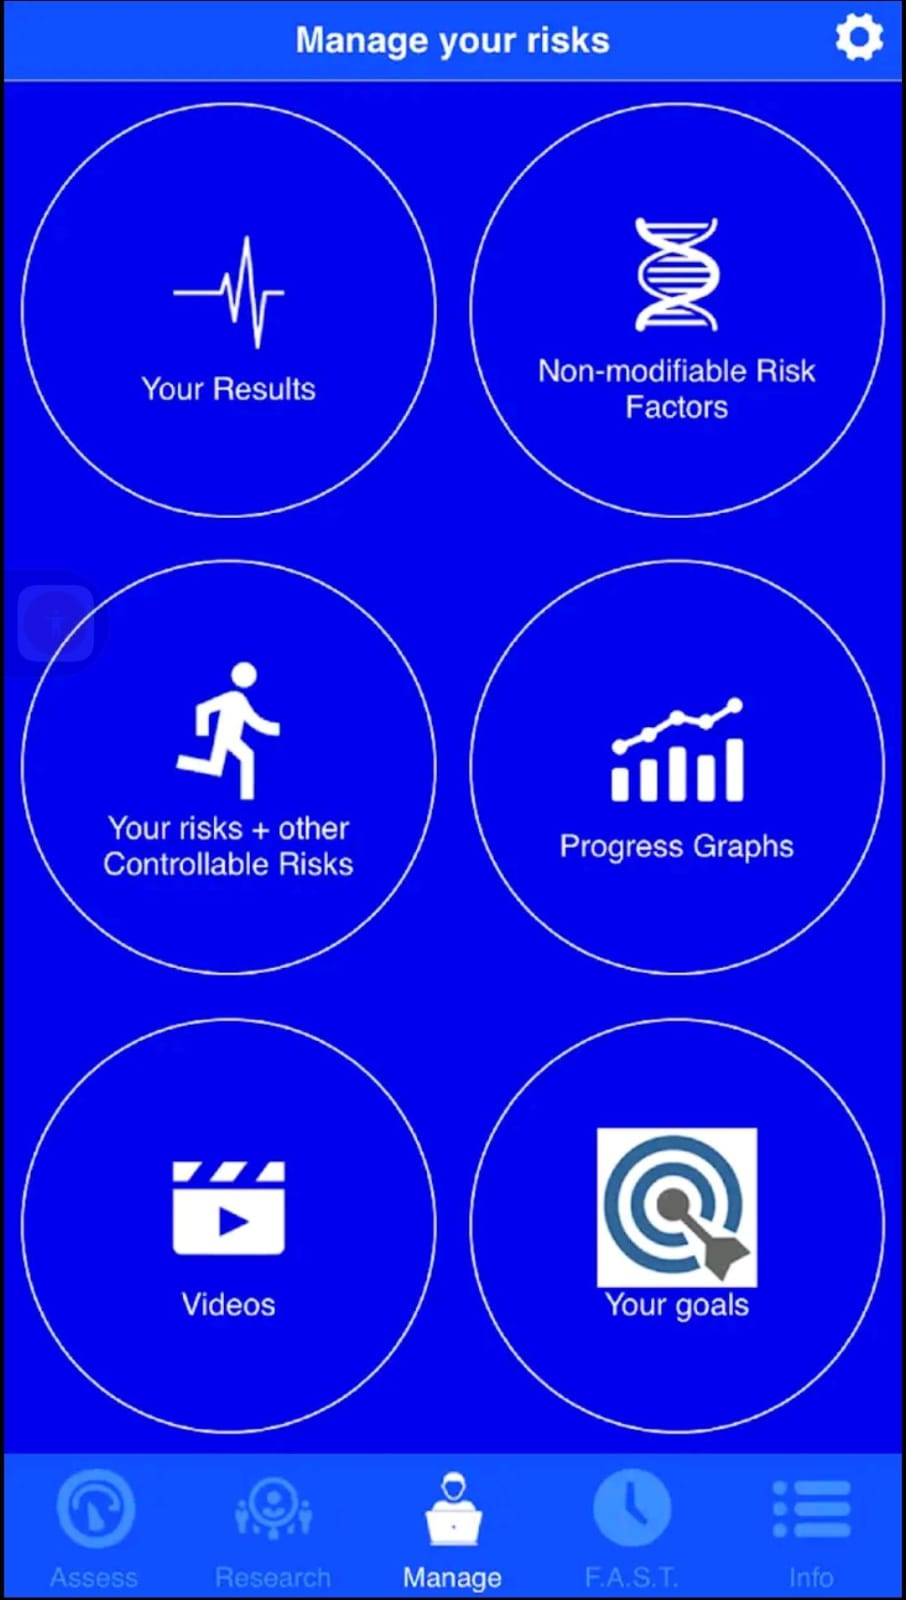 Manage your risks
Your Results
Non-modifiable Risk
Factors
Your risks + other
Controllable Risks
Progress Graphs
Videos
Your goals
Assess
Research
Manage
F.A.S.T.
Info